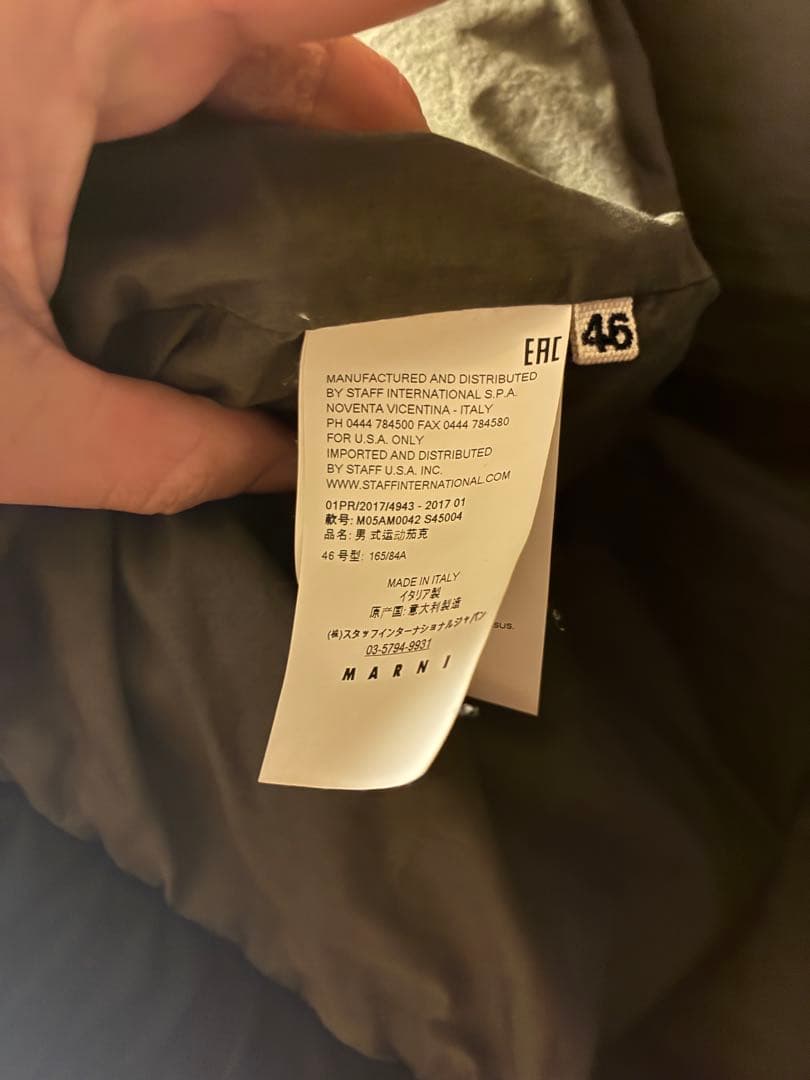 EAC
46
MANUFACTURED AND DISTRIBUTED
BY STAFF INTERNATIONAL S.P.A.
NOVENTA VICENTINA - ITALY
PH 0444 784500 FAX 0444 784580
FOR U.S.A. ONLY
IMPORTED AND DISTRIBUTED
BY STAFF U.S.A. INC.
WWW.STAFFINTERNATIONAL.COM
01PR/2017/4943 - 2017 01
款号: M05AM0042 S45004
品名: 男 式运动茄克
46 号型: 165/84A
MADE IN ITALY
イタリア製
原产国:意大利製造
(株)スタッフインターナショナルジャパン
03-5794-9931
MARNI
sus.